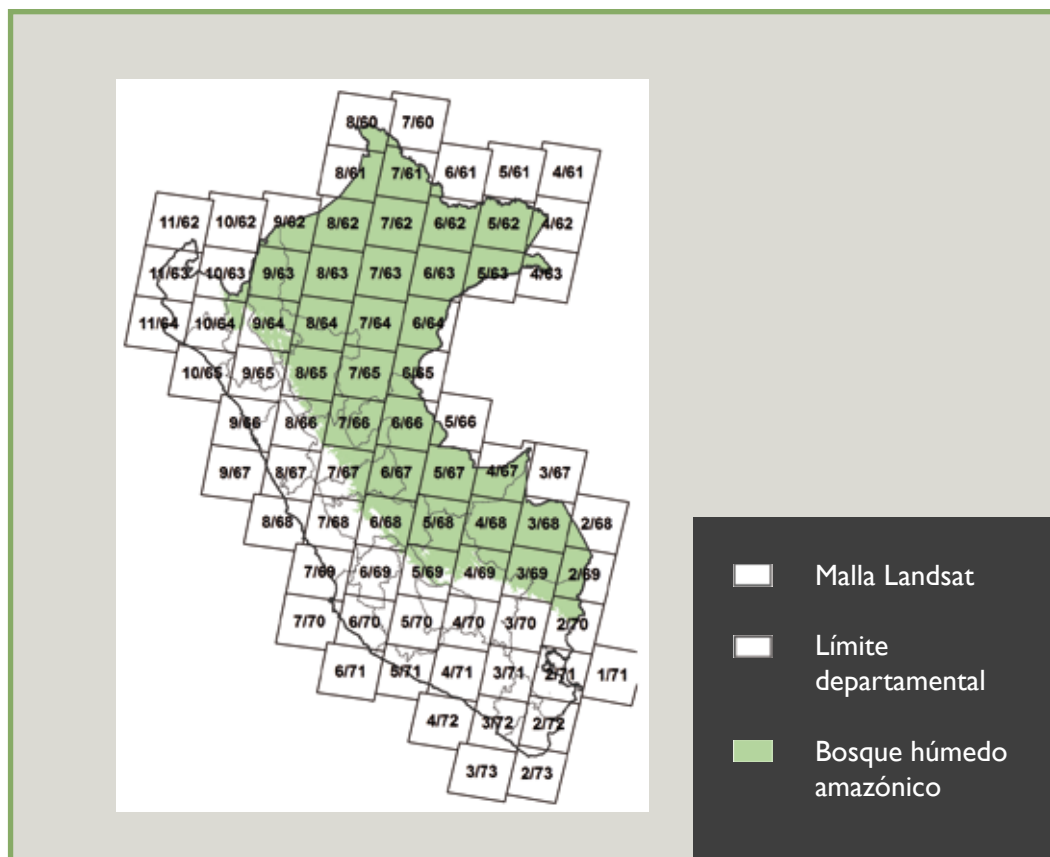 8/60 7/60
8/61 7/61 6/61 5/61 4/61
11/62 10/62 9/62 8/62 7/62 6/62 5/62 4/62
11/63 10/63 9/63 8/63 7/63 6/63 5/63 4/63
11/64 10/64 9/64 8/64 7/64 6/64
10/65 9/65 8/65 7/65 6/65
9/66 8/66 7/66 6/66 5/66
9/67 8/67 7/67 6/67 5/67 4/67 3/67
8/68 7/68 6/68 5/68 4/68 3/68 2/68
7/69 6/69 5/69 4/69 3/69 2/69
7/70 6/70 5/70 4/70 3/70 2/70
6/71 5/71 4/71 3/71 2/71 1/71
4/72 3/72 2/72
3/73 2/73
Malla Landsat
Límite
departamental
Bosque húmedo
amazónico